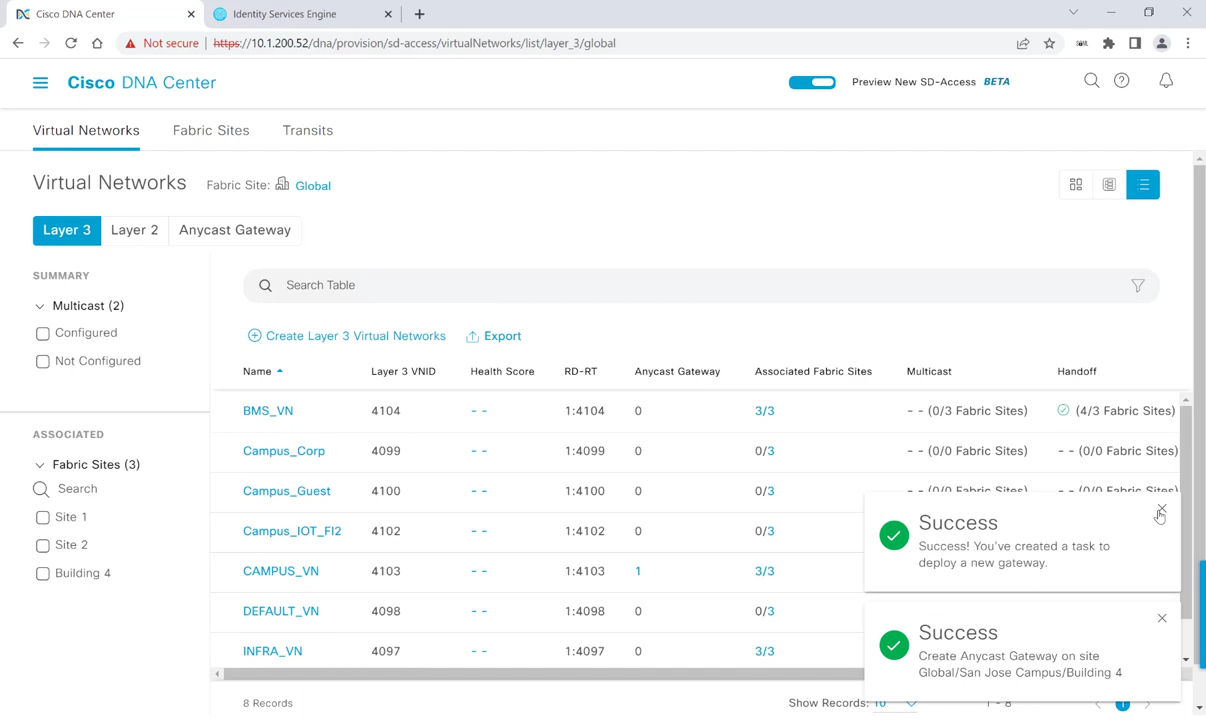 Cisco DNA Center
Identity Services Engine
Not secure
https://10.1.200.52/dna/provision/sd-access/virtualNetworks/list/layer_3/global
Cisco DNA Center
Preview New SD-Access BETA
Virtual Networks Fabric Sites Transits
Virtual Networks Fabric Site: Global
Layer 3 Layer 2 Anycast Gateway
SUMMARY
Multicast (2)
Configured
Not Configured
ASSOCIATED
Fabric Sites (3)
Search
Site 1
Site 2
Building 4
Search Table
Create Layer 3 Virtual Networks Export
Name Layer 3 VNID Health Score RD-RT Anycast Gateway Associated Fabric Sites Multicast Handoff
BMS_VN 4104 - - 1:4104 0 3/3 - - (0/3 Fabric Sites) (4/3 Fabric Sites)
Campus_Corp 4099 - - 1:4099 0 0/3 - - (0/0 Fabric Sites) - - (0/0 Fabric Sites)
Campus_Guest 4100 - - 1:4100 0 0/3 - - (0/0 Fabric Sites) - - (0/0 Fabric Sites)
Campus_IOT_FI2 4102 - - 1:4102 0 0/3
CAMPUS_VN 4103 - - 1:4103 1 3/3
DEFAULT_VN 4098 - - 1:4098 0 0/3
INFRA_VN 4097 - - 1:4097 0 3/3
Success
Success! You've created a task to
deploy a new gateway.
Success
Create Anycast Gateway on site
Global/San Jose Campus/Building 4
8 Records
Show Records: 10 1 - 8 1